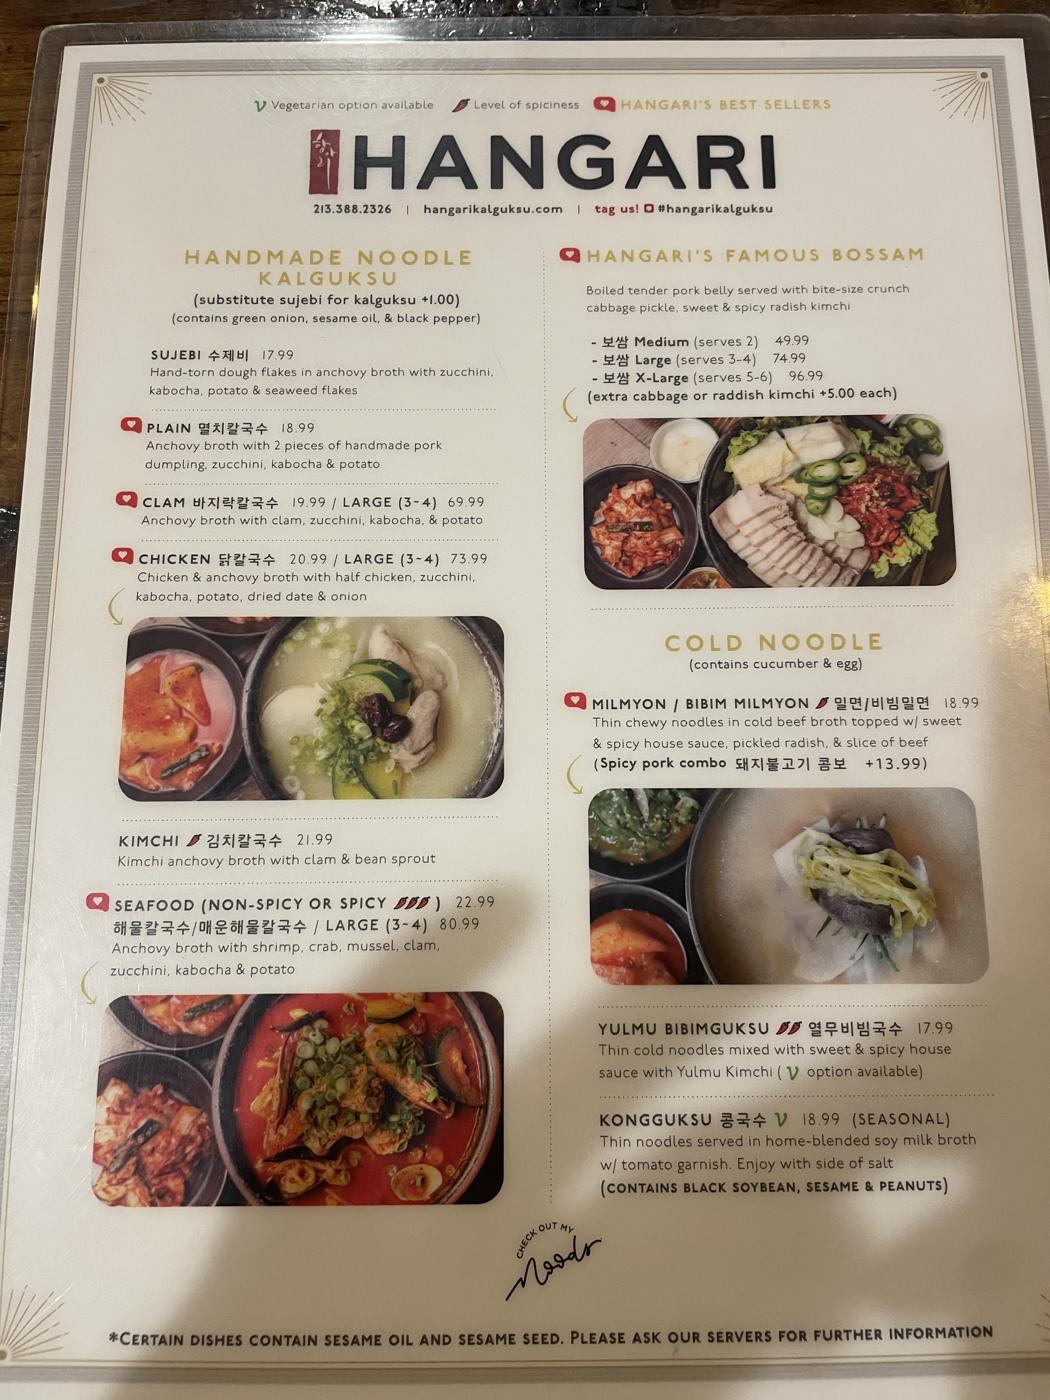 Vegetarian option available Level of spiciness HANGARI'S BEST SELLERS
항아리 HANGARI
213.388.2326 | hangarikalguksu.com | tag us! #hangarikalguksu
HANDMADE NOODLE
KALGUKSU
(substitute sujebi for kalguksu +1.00)
(contains green onion, sesame oil, & black pepper)
SUJEBI 수제비 17.99
Hand-torn dough flakes in anchovy broth with zucchini,
kabocha, potato & seaweed flakes
PLAIN 멸치칼국수 18.99
Anchovy broth with 2 pieces of handmade pork
dumpling, zucchini, kabocha & potato
CLAM 바지락칼국수 19.99 / LARGE (3-4) 69.99
Anchovy broth with clam, zucchini, kabocha, & potato
CHICKEN 닭칼국수 20.99 / LARGE (3-4) 73.99
Chicken & anchovy broth with half chicken, zucchini,
kabocha, potato, dried date & onion
KIMCHI 김치칼국수 21.99
Kimchi anchovy broth with clam & bean sprout
SEAFOOD (NON-SPICY OR SPICY ) 22.99
해물칼국수/매운해물칼국수 / LARGE (3-4) 80.99
Anchovy broth with shrimp, crab, mussel, clam,
zucchini, kabocha & potato
HANGARI'S FAMOUS BOSSAM
Boiled tender pork belly served with bite-size crunch
cabbage pickle, sweet & spicy radish kimchi
- 보쌈 Medium (serves 2) 49.99
- 보쌈 Large (serves 3-4) 74.99
- 보쌈 X-Large (serves 5-6) 96.99
(extra cabbage or raddish kimchi +5.00 each)
COLD NOODLE
(contains cucumber & egg)
MILMYON / BIBIM MILMYON 밀면/비빔밀면 18.99
Thin chewy noodles in cold beef broth topped w/ sweet
& spicy house sauce, pickled radish, & slice of beef
(Spicy pork combo 돼지불고기 콤보 +13.99)
YULMU BIBIMGUKSU 열무비빔국수 17.99
Thin cold noodles mixed with sweet & spicy house
sauce with Yulmu Kimchi ( V option available)
KONGGUKSU 콩국수 V 18.99 (SEASONAL)
Thin noodles served in home-blended soy milk broth
w/ tomato garnish. Enjoy with side of salt
(CONTAINS BLACK SOYBEAN, SESAME & PEANUTS)
CHECK OUT MY
Noods
*CERTAIN DISHES CONTAIN SESAME OIL AND SESAME SEED. PLEASE ASK OUR SERVERS FOR FURTHER INFORMATION